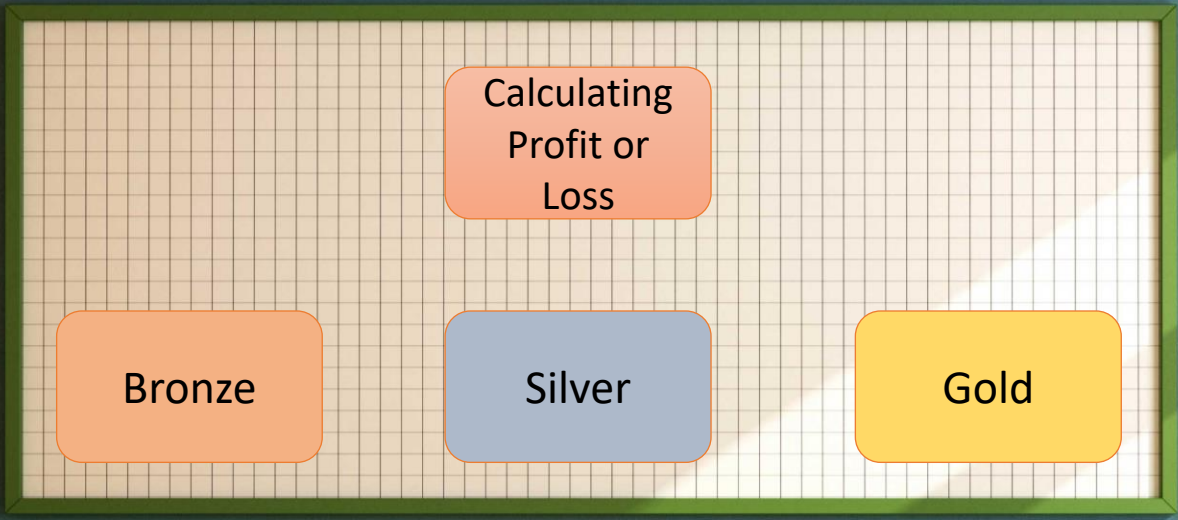 Calculating
Profit or
Loss
Bronze
Silver
Gold